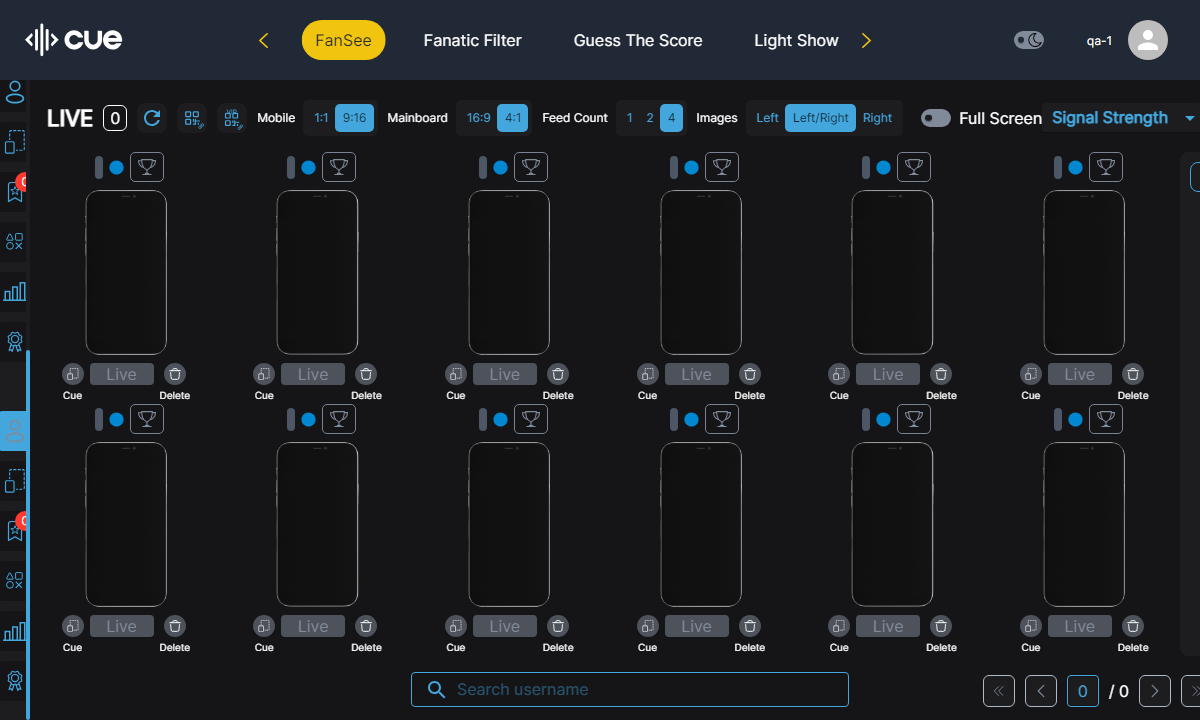 cue FanSee Fanatic Filter Guess The Score Light Show qa-1
LIVE 0 Mobile 1:1 9:16 Mainboard 16:9 4:1 Feed Count 1 2 4 Images Left Left/Right Right Full Screen Signal Strength
Live Live Live Live Live Live
Cue Delete Cue Delete Cue Delete Cue Delete Cue Delete Cue Delete
Live Live Live Live Live Live
Cue Delete Cue Delete Cue Delete Cue Delete Cue Delete Cue Delete
Search username 0 / 0